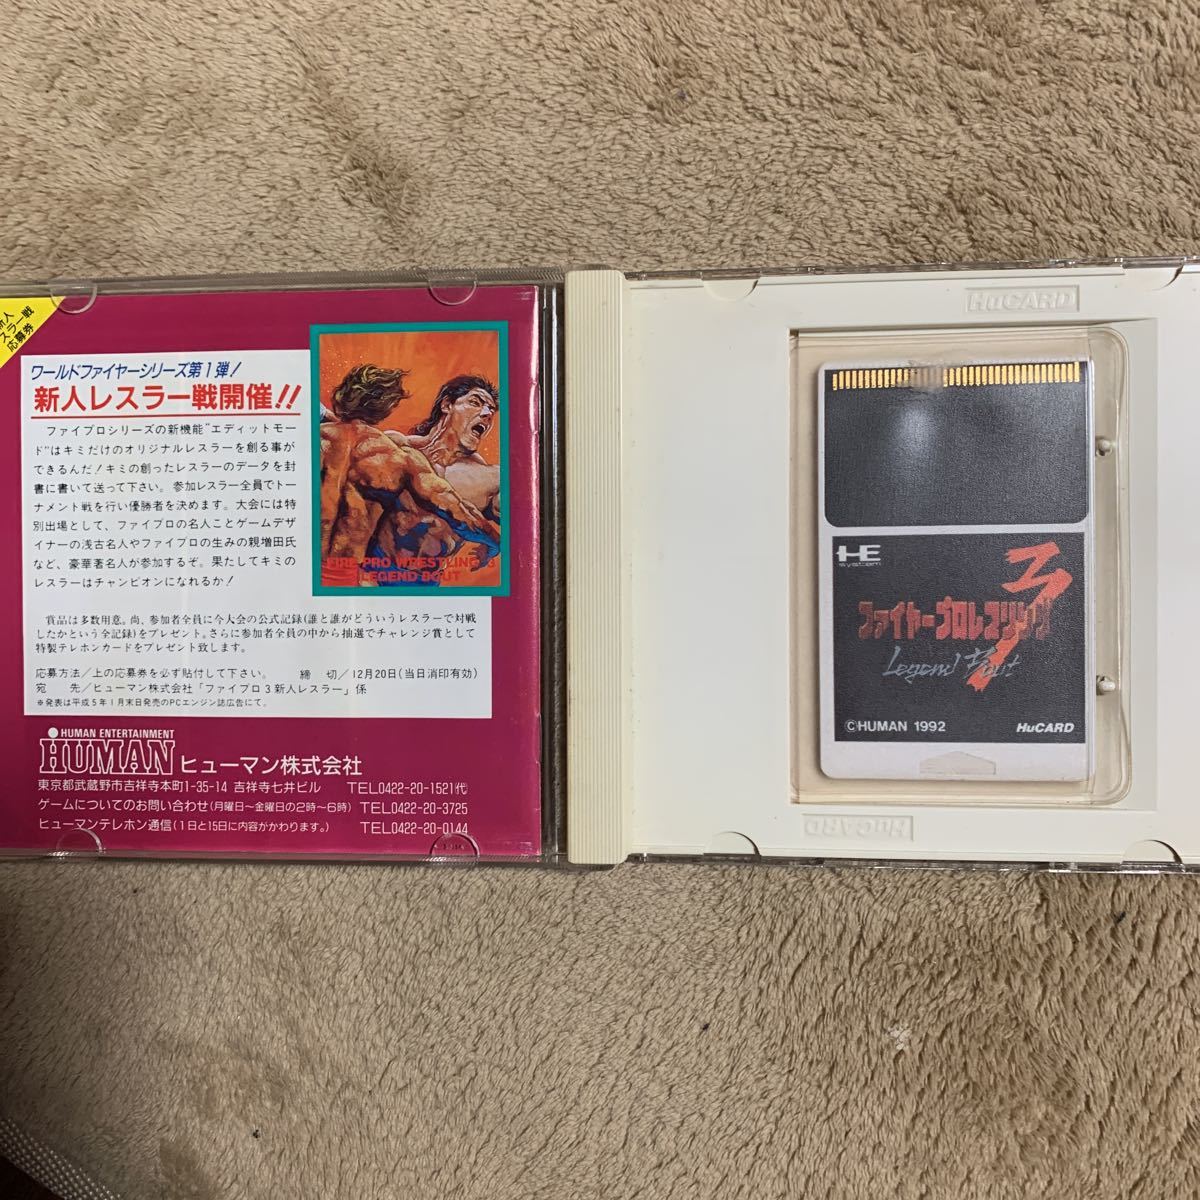 新人
スラー戦
応募券
ワールドファイヤーシリーズ第1弾!
新人レスラー戦開催!!
ファイプロシリーズの新機能"エディットモー
ド"はキミだけのオリジナルレスラーを創る事が
できるんだ!キミの創ったレスラーのデータを封
書に書いて送って下さい。参加レスラー全員でトー
ナメント戦を行い優勝者を決めます。大会には特
別出場として、ファイプロの名人ことゲームデザ
イナーの浅古名人やファイプロの生みの親増田氏
など、豪華著名人が参加するぞ。果たしてキミの
レスラーはチャンピオンになれるか!
FIRE PRO WRESTLING 3
LEGEND BOUT
賞品は多数用意。尚、参加者全員に今大会の公式記録(誰と誰がどういうレスラーで対戦
したかという全記録)をプレゼント。さらに参加者全員の中から抽選でチャレンジ賞として
特製テレホンカードをプレゼント致します。
応募方法/上の応募券を必ず貼付して下さい。 締 切/12月20日(当日消印有効)
宛 先/ヒューマン株式会社「ファイプロ3新人レスラー」係
※発表は平成5年1月末日発売のPCエンジン誌広告にて。
HUMAN ENTERTAINMENT
HUMAN ヒューマン株式会社
東京都武蔵野市吉祥寺本町1-35-14 吉祥寺七井ビル TEL0422-20-1521(代)
ゲームについてのお問い合わせ(月曜日~金曜日の2時~6時) TEL0422-20-3725
ヒューマンテレホン通信(1日と15日に内容がかわります。) TEL0422-20-0144
HuCARD
HE
system
ファイヤープロレスリング
3
Legend Bout
©HUMAN 1992 HuCARD
HuCARD